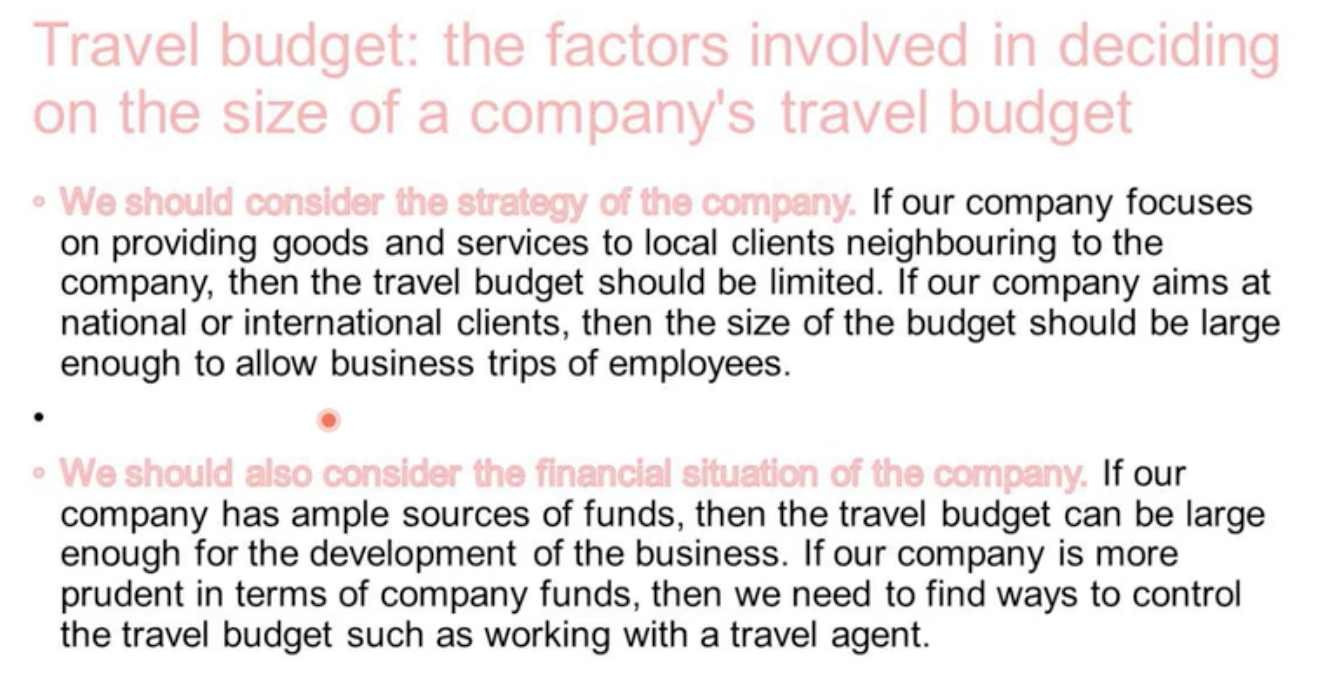 Travel budget: the factors involved in deciding
on the size of a company's travel budget
• We should consider the strategy of the company. If our company focuses
on providing goods and services to local clients neighbouring to the
company, then the travel budget should be limited. If our company aims at
national or international clients, then the size of the budget should be large
enough to allow business trips of employees.
•
• We should also consider the financial situation of the company. If our
company has ample sources of funds, then the travel budget can be large
enough for the development of the business. If our company is more
prudent in terms of company funds, then we need to find ways to control
the travel budget such as working with a travel agent.